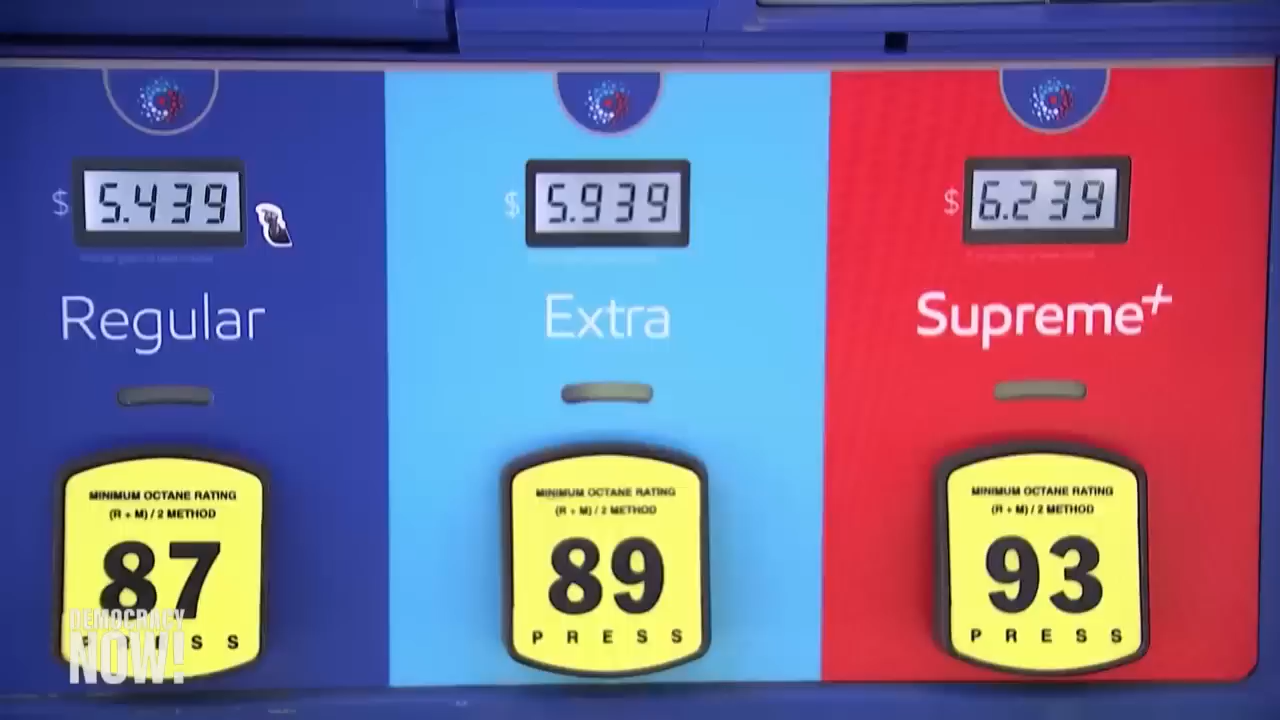 $ 5.439
$ 5.939
$ 6.239
Regular
Extra
Supreme+
MINIMUM OCTANE RATING
(R + M) / 2 METHOD
87
PRESS
MINIMUM OCTANE RATING
(R + M) / 2 METHOD
89
PRESS
MINIMUM OCTANE RATING
(R + M) / 2 METHOD
93
PRESS
DEMOCRACY
NOW!